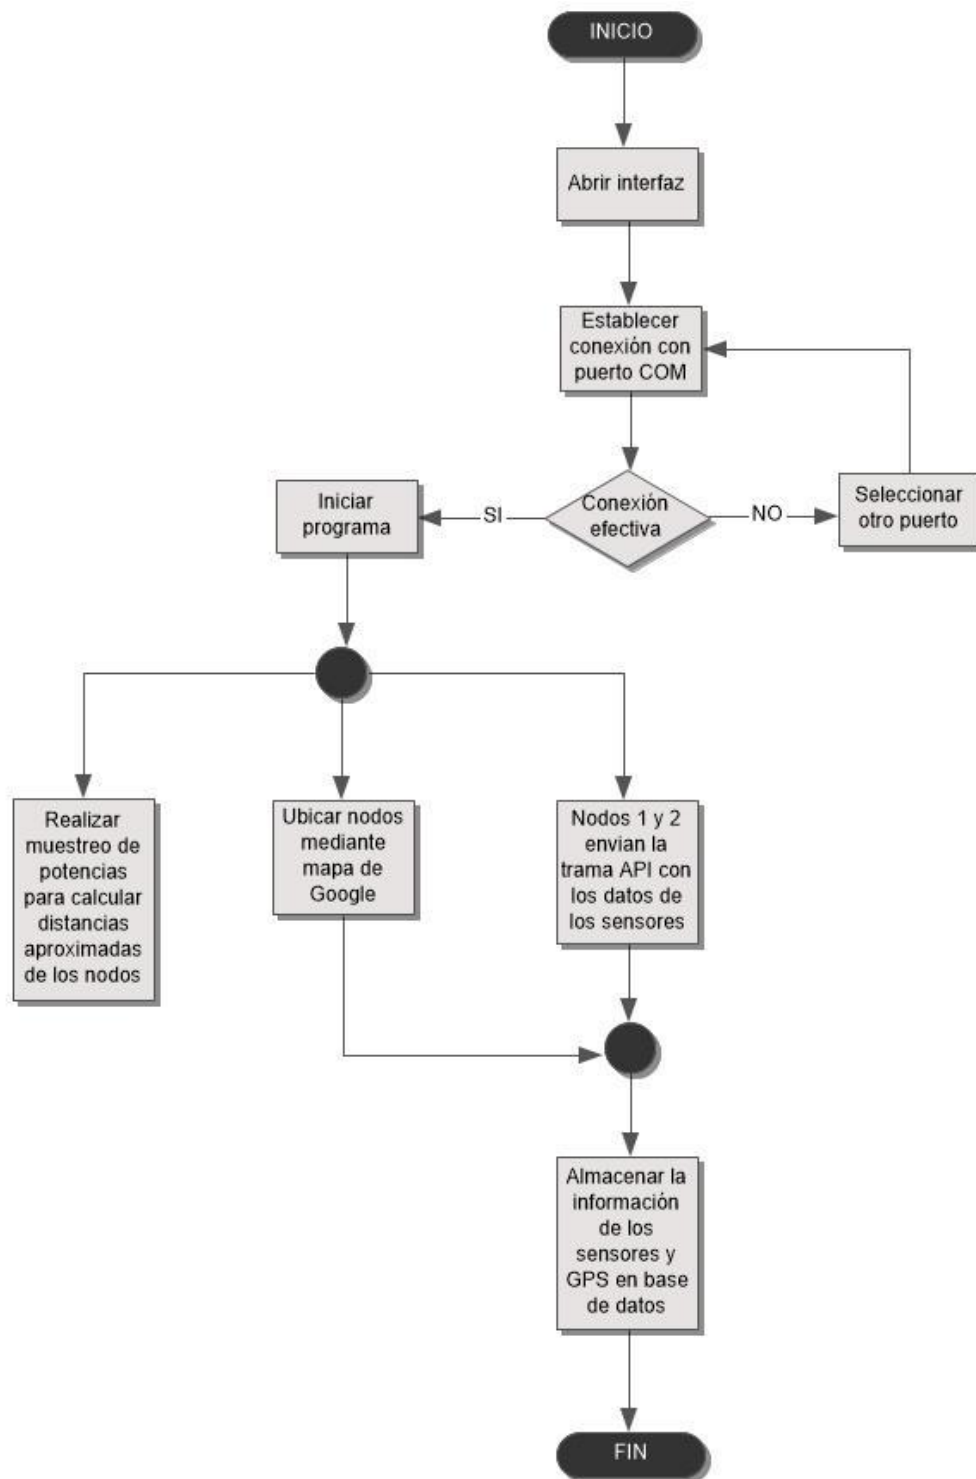 INICIO
Abrir interfaz
Establecer
conexión con
puerto COM
Iniciar
programa
SI
Conexión
efectiva
NO
Seleccionar
otro puerto
Realizar
muestreo de
potencias
para calcular
distancias
aproximadas
de los nodos
Ubicar nodos
mediante
mapa de
Google
Nodos 1 y 2
envian la
trama API con
los datos de
los sensores
Almacenar la
información
de los
sensores y
GPS en base
de datos
FIN